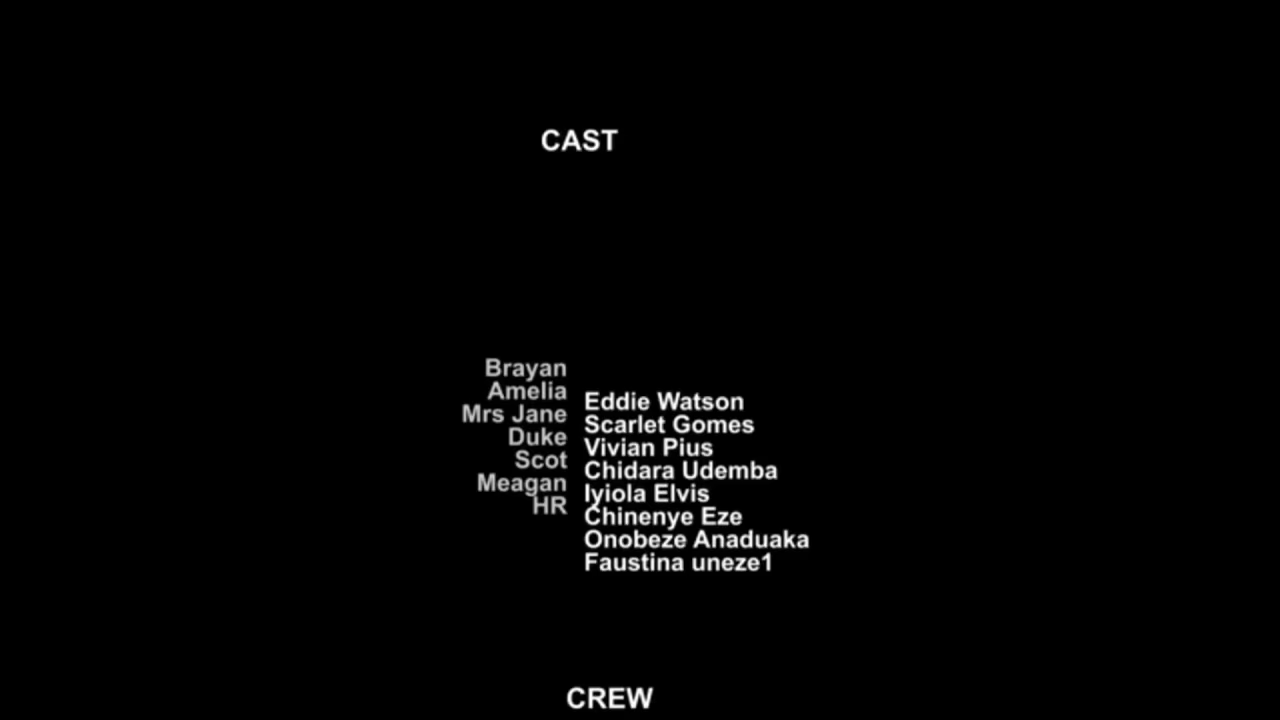 CAST
Brayan
Amelia
Mrs Jane
Duke
Scot
Meagan
HR
Eddie Watson
Scarlet Gomes
Vivian Pius
Chidara Udemba
Iyiola Elvis
Chinenye Eze
Onobeze Anaduaka
Faustina uneze1
CREW